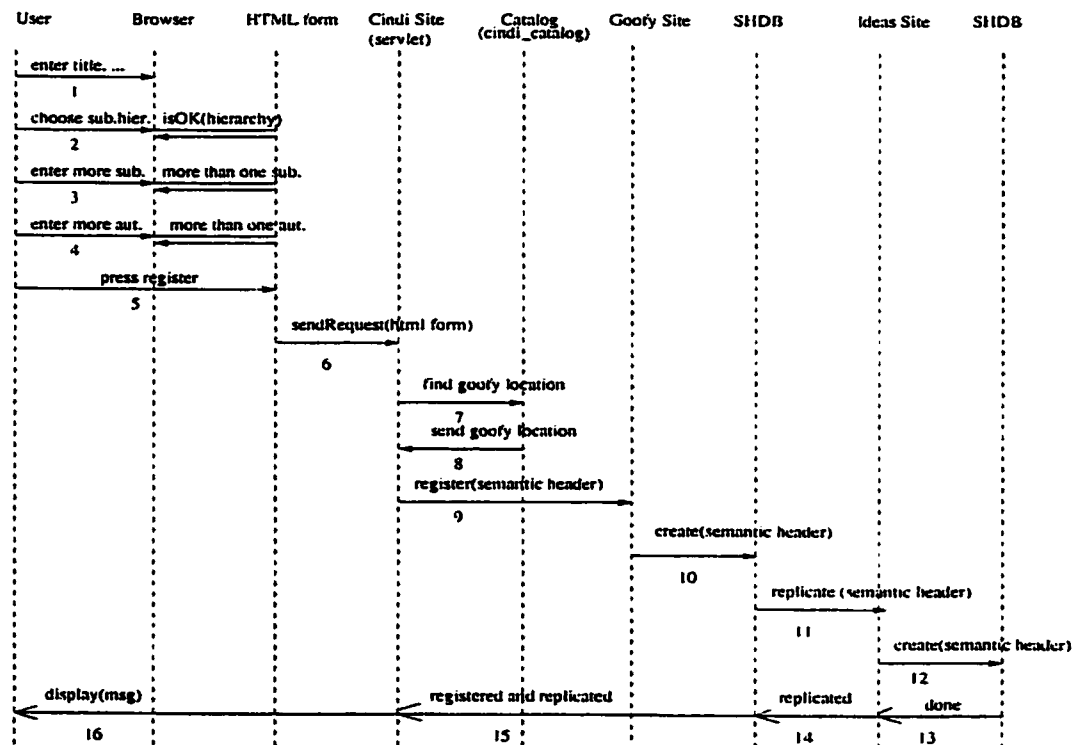 User Browser HTML form Cindi Site Catalog Goofy Site SHDB Ideas Site SHDB
(servlet) (cindi_catalog)
enter title, ...
1
choose sub.hier. isOK(hierarchy)
2
enter more sub. more than one sub.
3
enter more aut. more than one aut.
4
press register
5
sendRequest(html form)
6
find goofy location
7
send goofy location
8
register(semantic header)
9
create(semantic header)
10
replicate (semantic header)
11
create(semantic header)
12
display(msg) registered and replicated replicated done
16 15 14 13